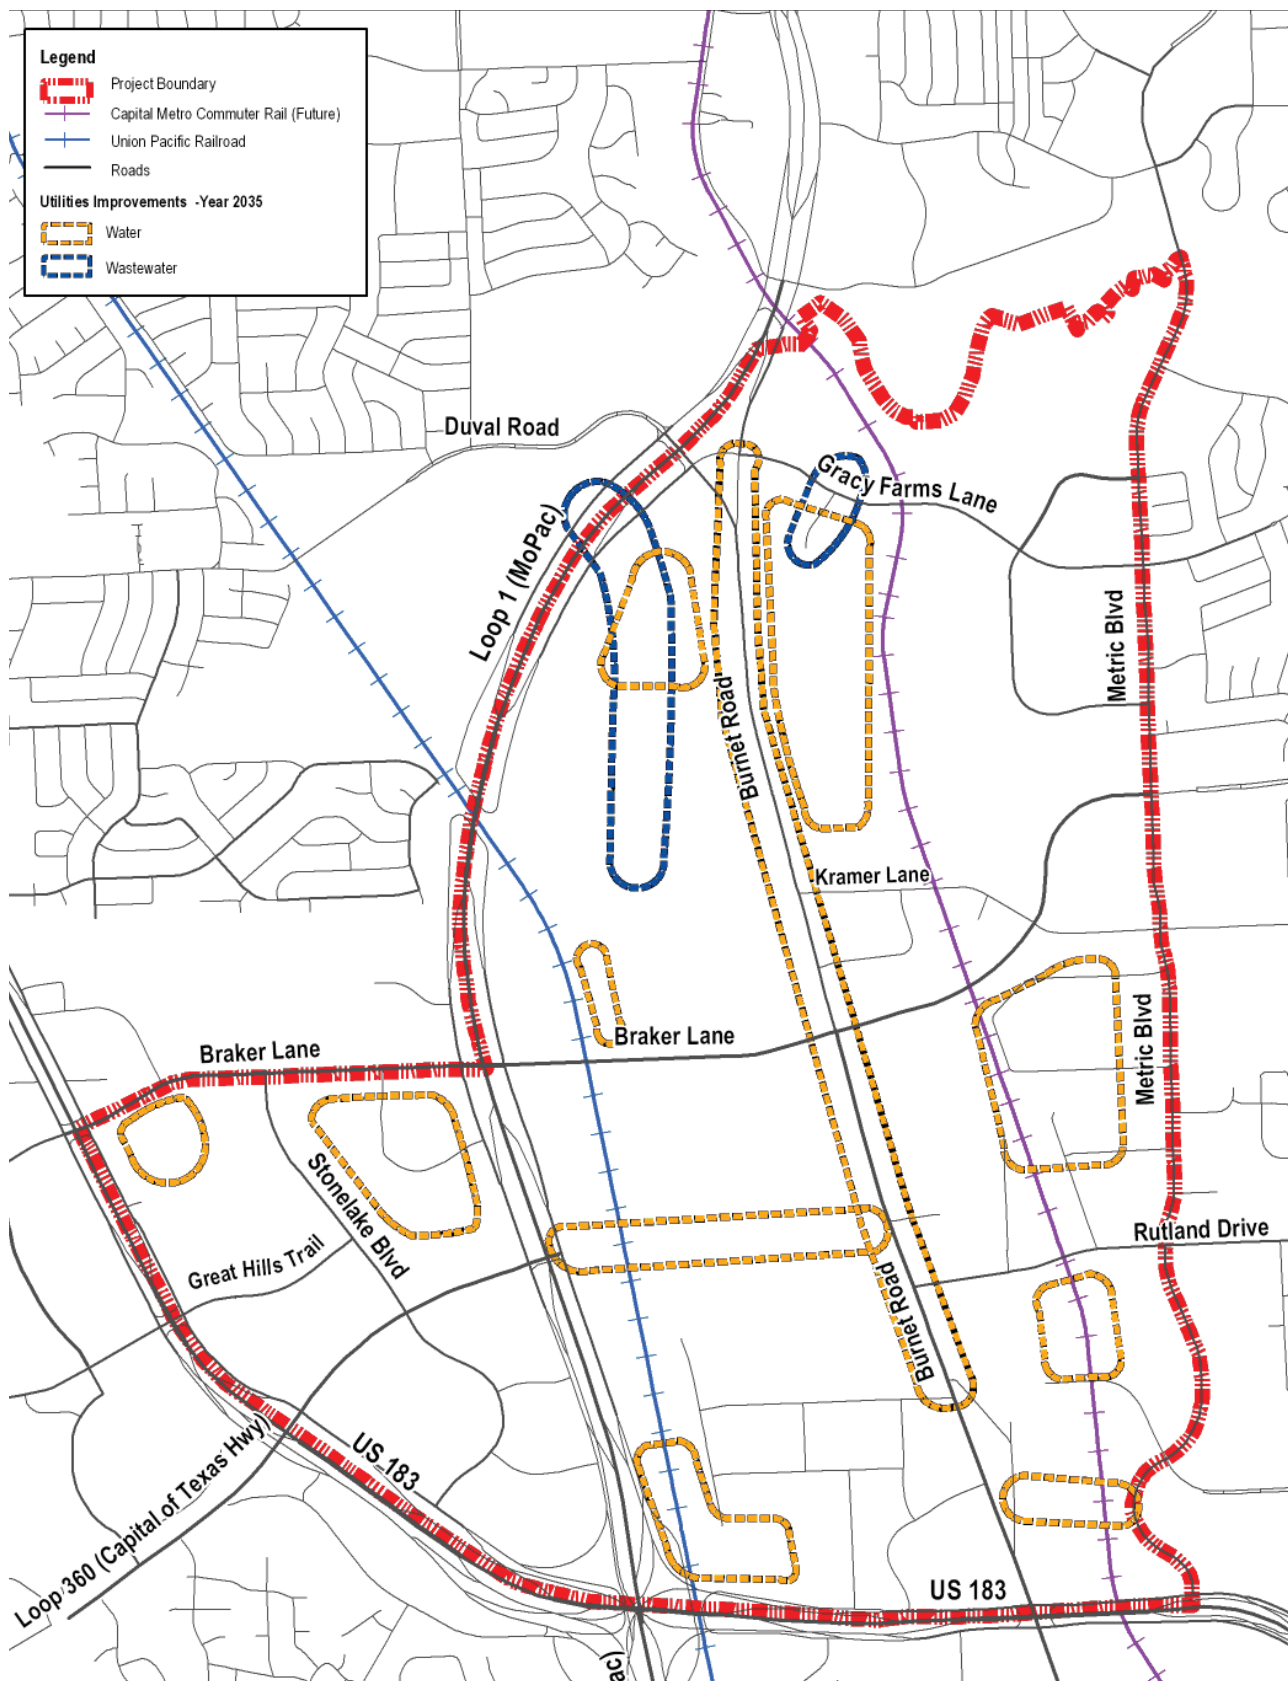 Legend
Project Boundary
Capital Metro Commuter Rail (Future)
Union Pacific Railroad
Roads
Utilities Improvements -Year 2035
Water
Wastewater
Duval Road
Gracy Farms Lane
Loop 1 (MoPac)
Metric Blvd
Burnet Road
Kramer Lane
Braker Lane
Braker Lane
Metric Blvd
Stonelake Blvd
Great Hills Trail
Rutland Drive
Burnet Road
US 183
Loop 360 (Capital of Texas Hwy)
US 183
ac)